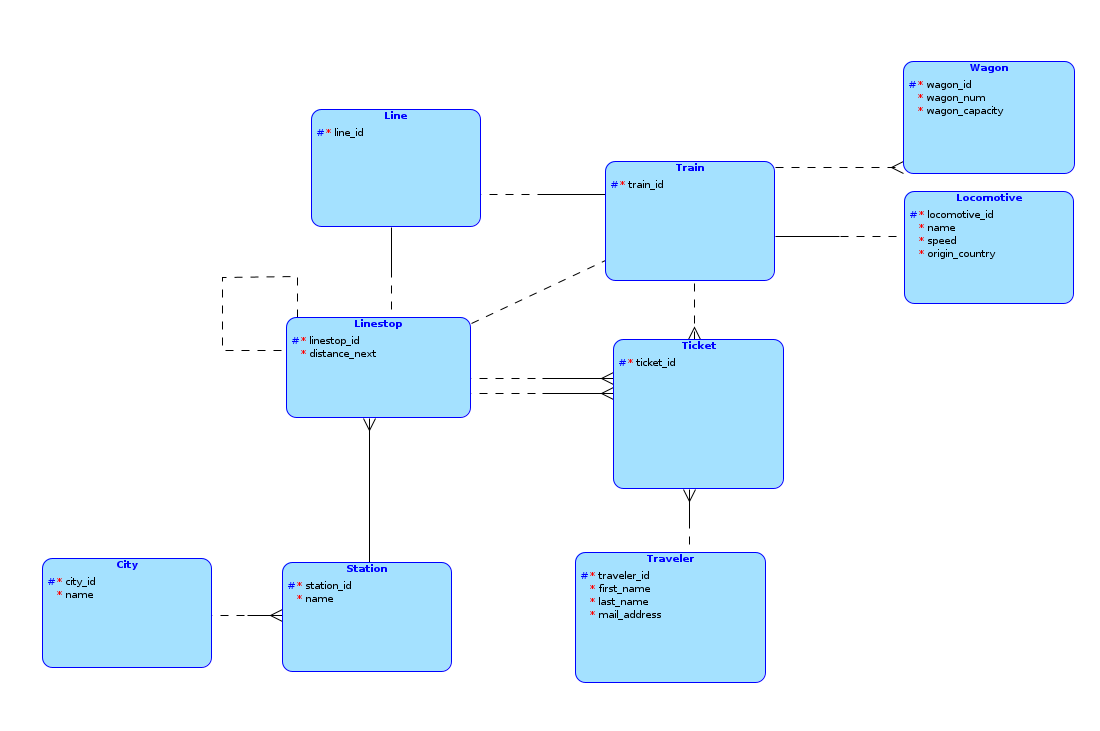 Wagon
#* wagon_id
* wagon_num
* wagon_capacity
Line
#* line_id
Train
#* train_id
Locomotive
#* locomotive_id
* name
* speed
* origin_country
Linestop
#* linestop_id
* distance_next
Ticket
#* ticket_id
City
#* city_id
* name
Station
#* station_id
* name
Traveler
#* traveler_id
* first_name
* last_name
* mail_address